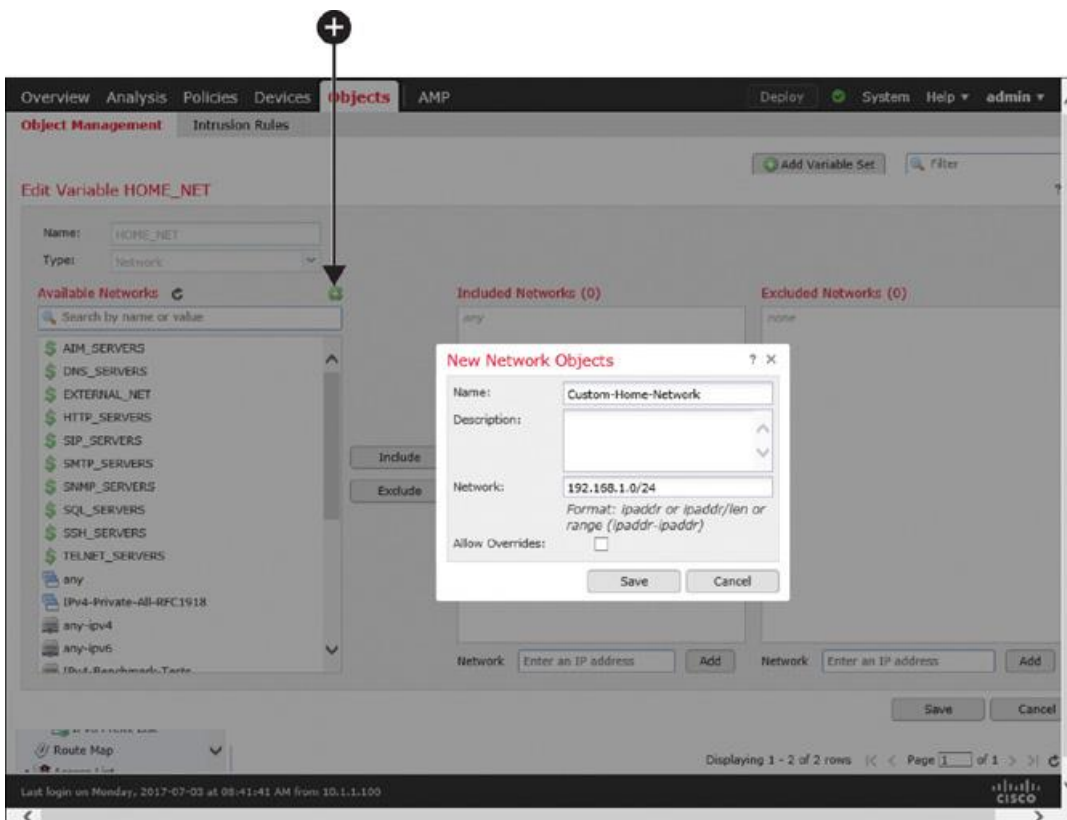 Overview Analysis Policies Devices Objects AMP Deploy System Help admin
Object Management Intrusion Rules
Add Variable Set Filter
Edit Variable HOME_NET ?
Name: HOME_NET
Type: Network
Available Networks Included Networks (0) Excluded Networks (0)
Search by name or value any none
$ AIM_SERVERS
$ DNS_SERVERS
$ EXTERNAL_NET
$ HTTP_SERVERS
$ SIP_SERVERS
$ SMTP_SERVERS
$ SNMP_SERVERS
$ SQL_SERVERS
$ SSH_SERVERS
$ TELNET_SERVERS
any
IPv4-Private-All-RFC1918
any-ipv4
any-ipv6
IPv4-Benchmark-Tests
Include
Exclude
New Network Objects ? ×
Name: Custom-Home-Network
Description:
Network: 192.168.1.0/24
Format: ipaddr or ipaddr/len or
range (ipaddr-ipaddr)
Allow Overrides:
Save Cancel
Network Enter an IP address Add Network Enter an IP address Add
Save Cancel
Route Map
Displaying 1 - 2 of 2 rows |< < Page 1 of 1 > >|
Last login on Monday, 2017-07-03 at 08:41:41 AM from 10.1.1.100
CISCO